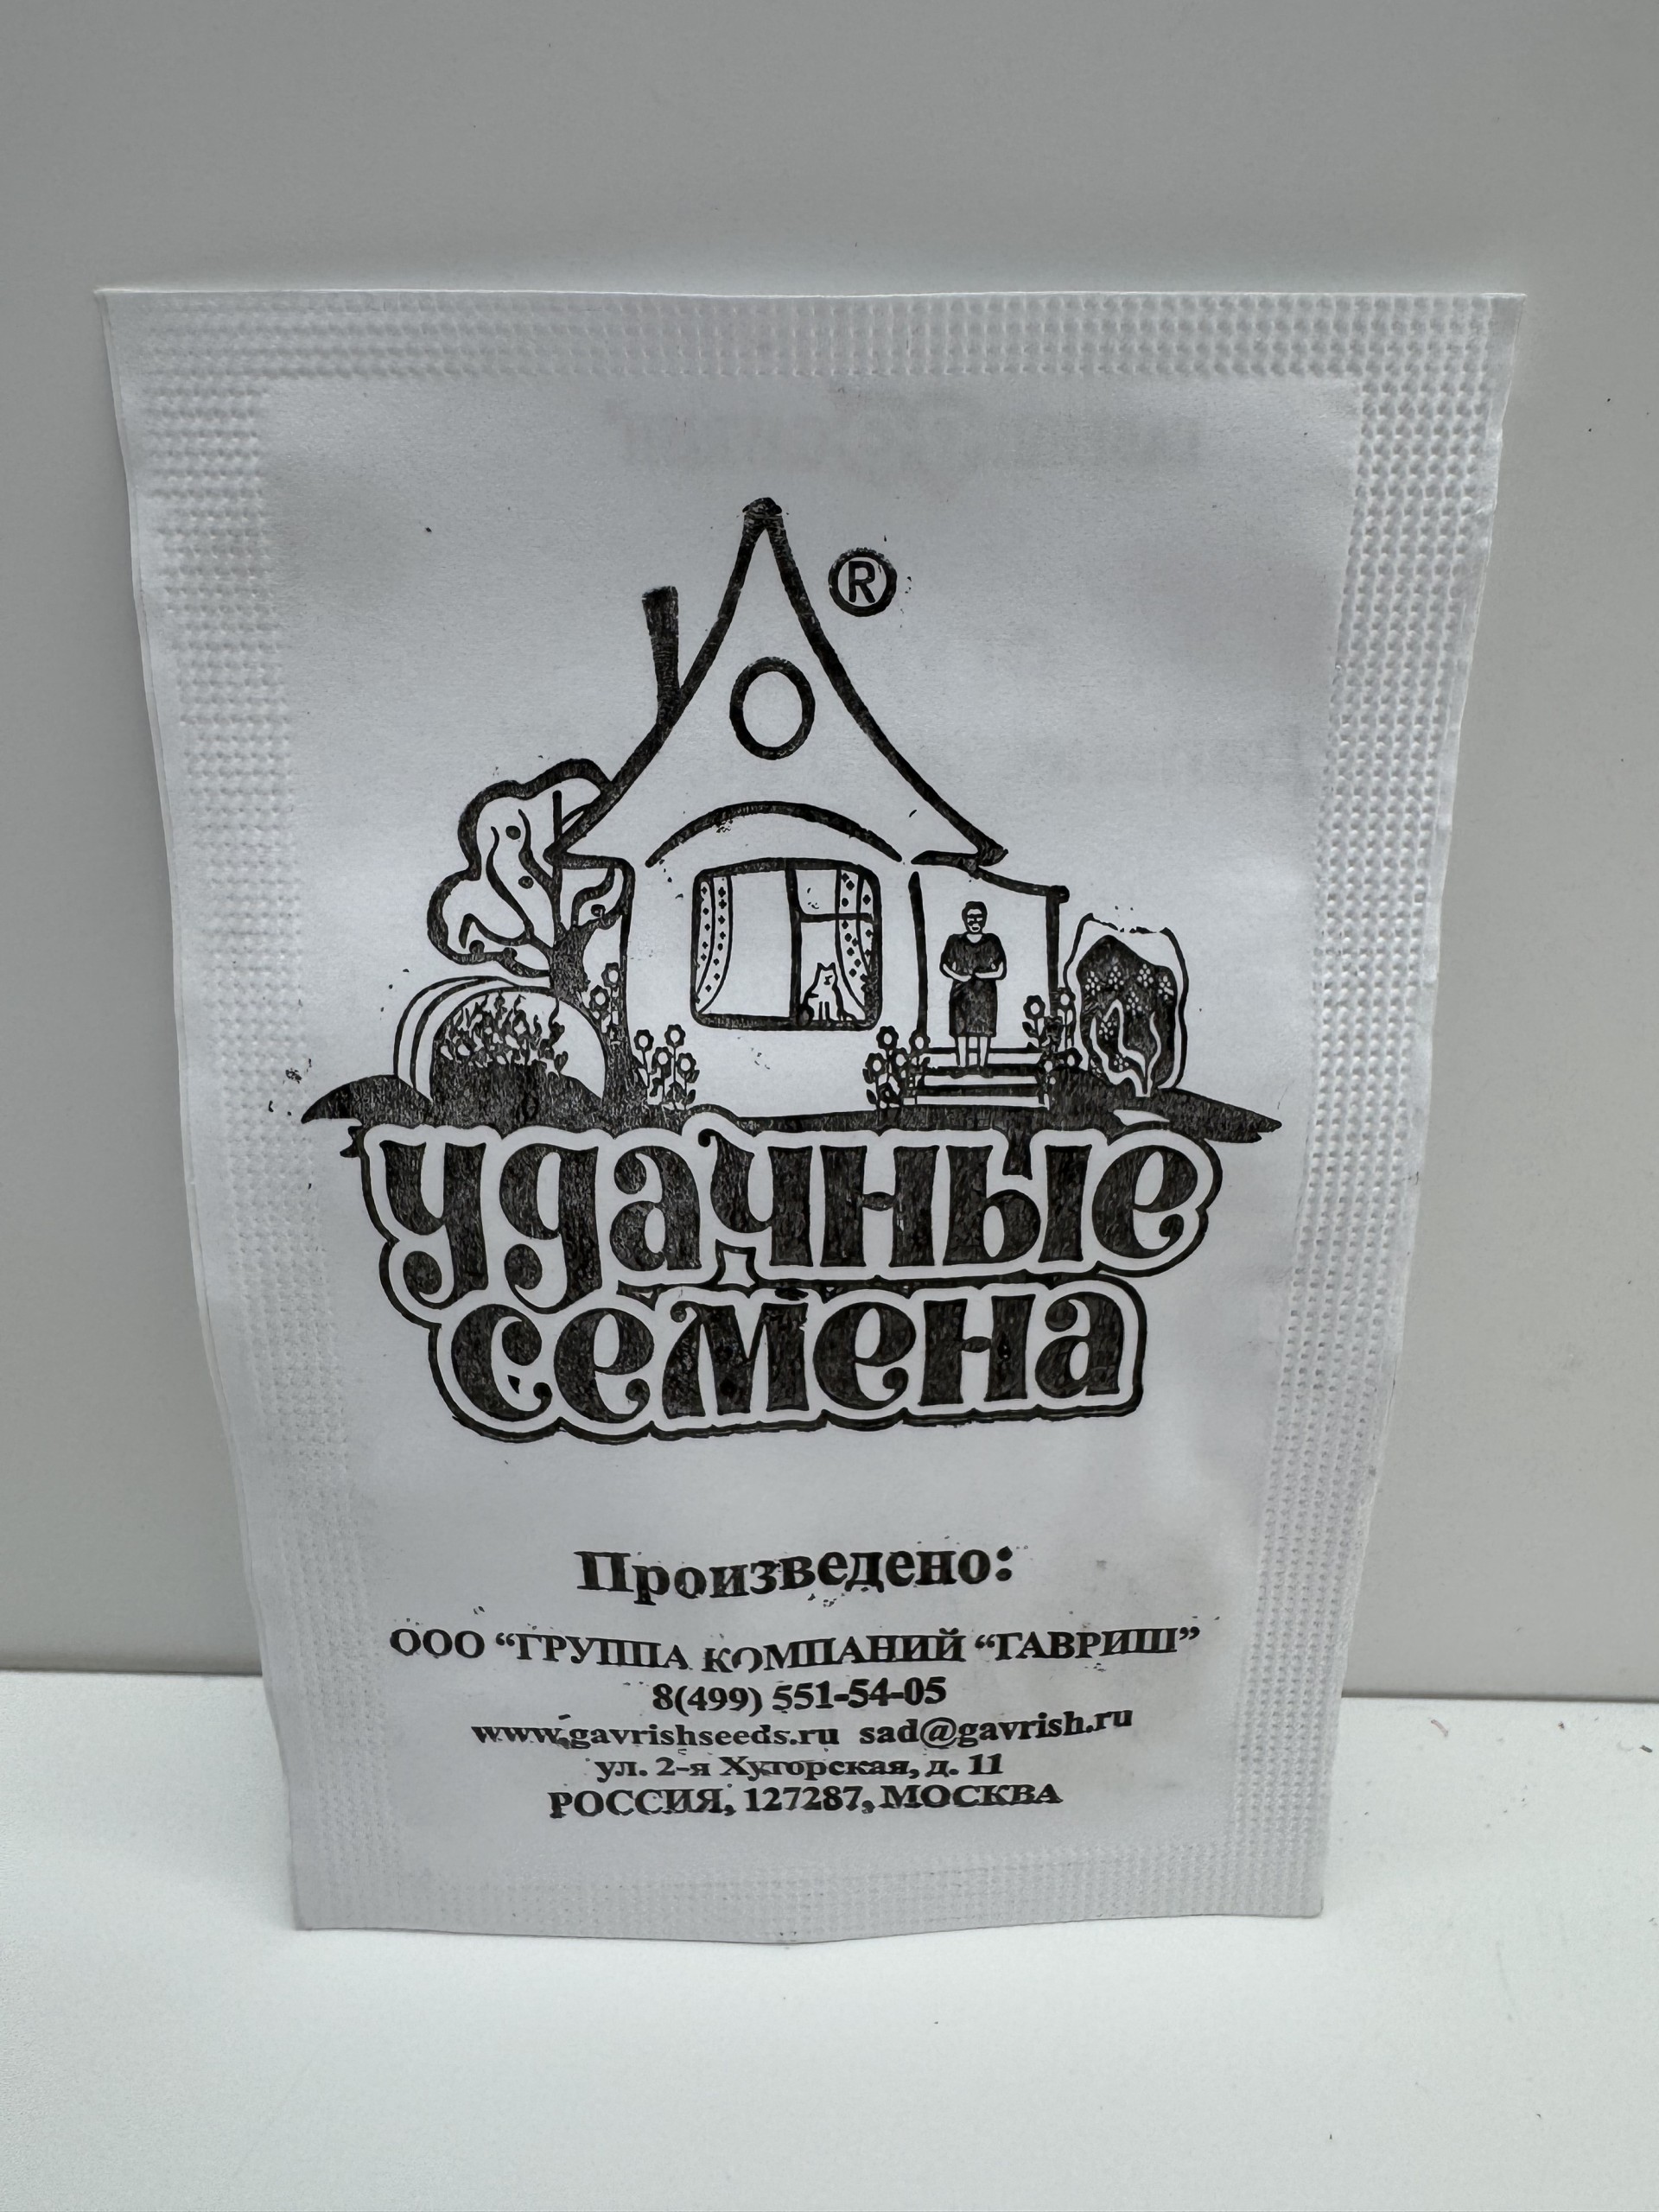 ®
удачные
семена
Произведено:
ООО “ГРУППА КОМПАНИЙ “ГАВРИШ”
8(499) 551-54-05
www.gavrishseeds.ru sad@gavrish.ru
ул. 2-я Хуторская, д. 11
РОССИЯ, 127287, МОСКВА